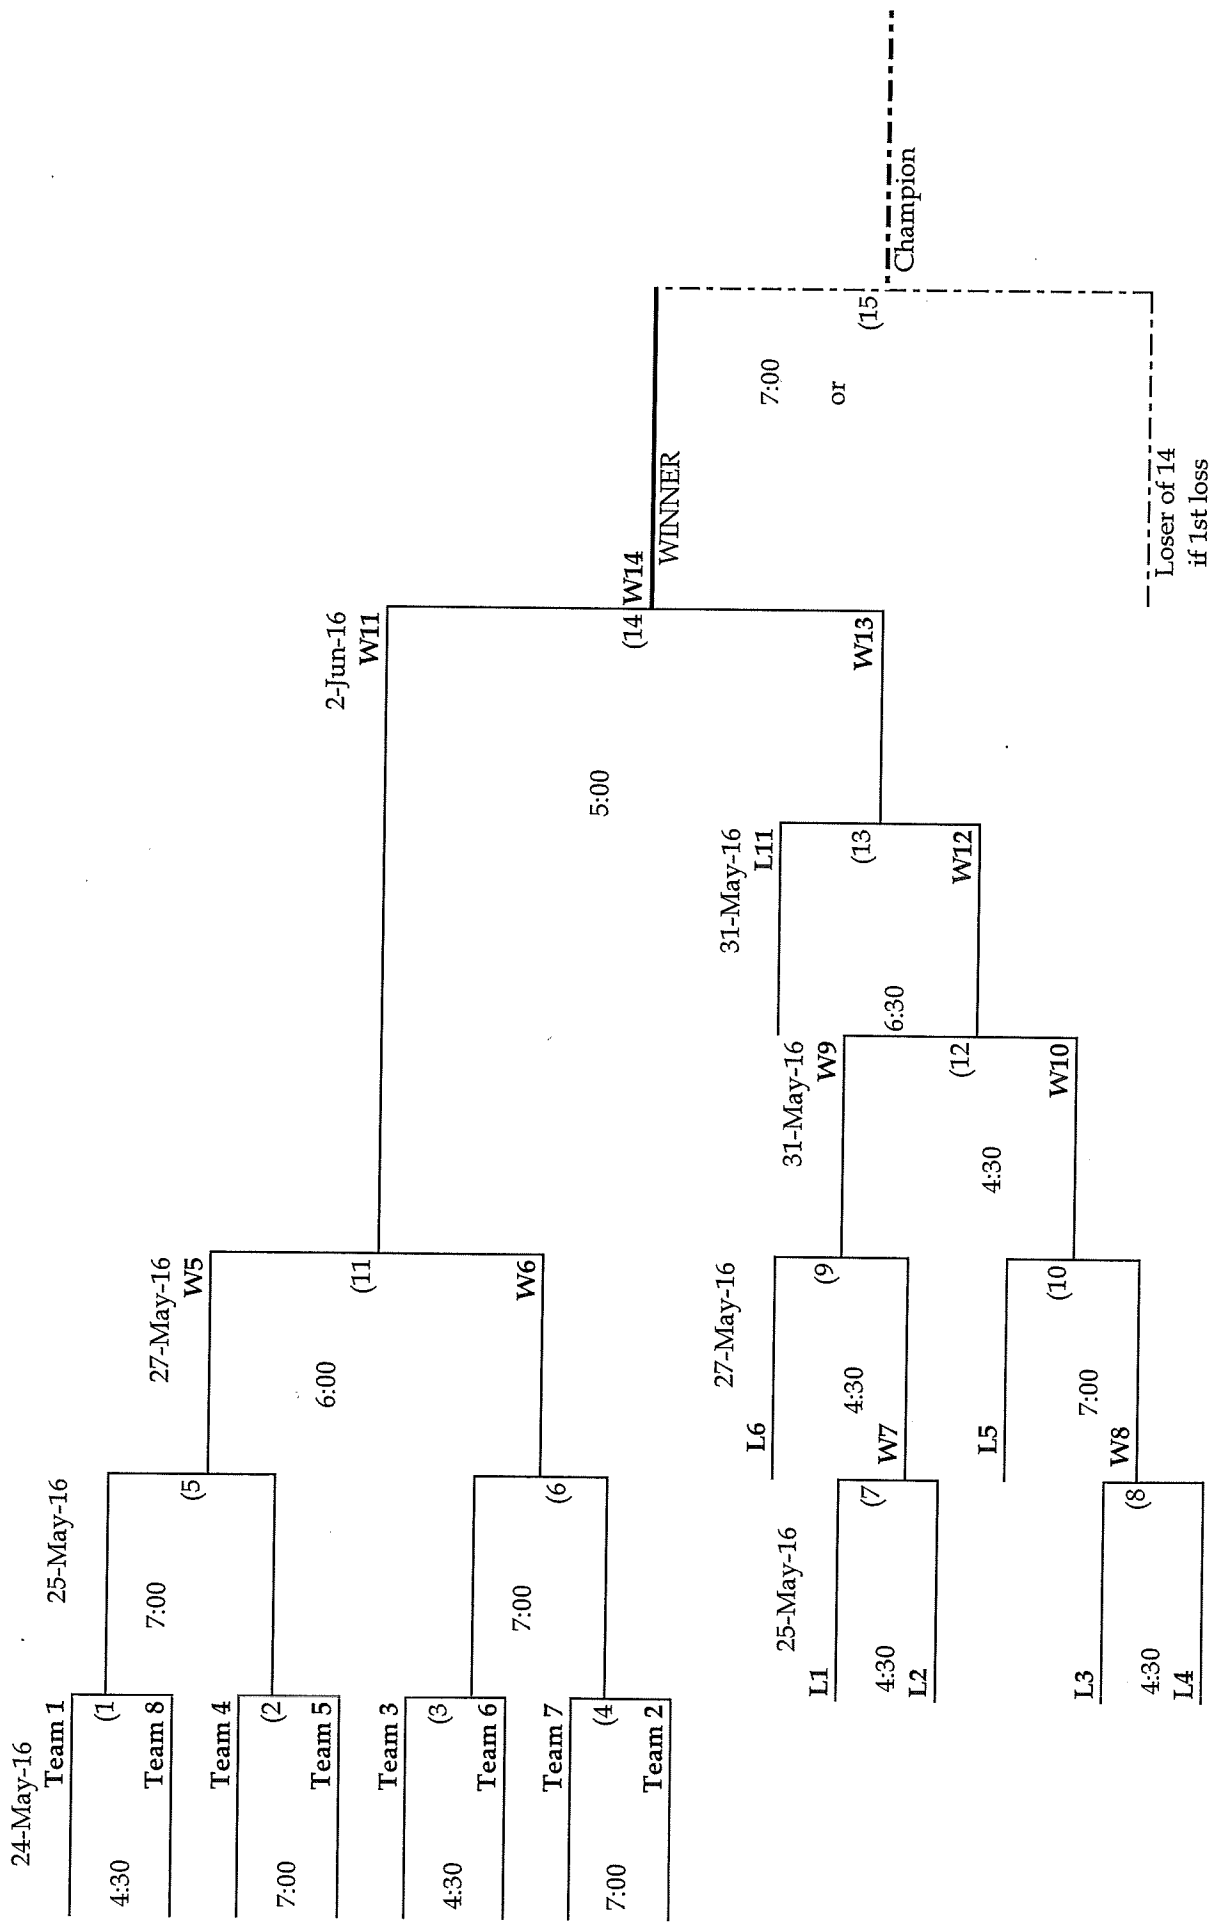 24-May-16
Team 1
(1
4:30
Team 8
Team 4
(2
7:00
Team 5
Team 3
(3
4:30
Team 6
Team 7
(4
7:00
Team 2
25-May-16
7:00
(5
7:00
(6
27-May-16
W5
(11
6:00
W6
2-Jun-16
W11
5:00
(14
W14
WINNER
W13
25-May-16
L1
(7
4:30
L2
L3
(8
4:30
L4
27-May-16
L6
(9
4:30
W7
L5
(10
7:00
W8
31-May-16
W9
(12
4:30
W10
31-May-16
L11
(13
6:30
W12
7:00
or
(15
Champion
Loser of 14
if 1st loss